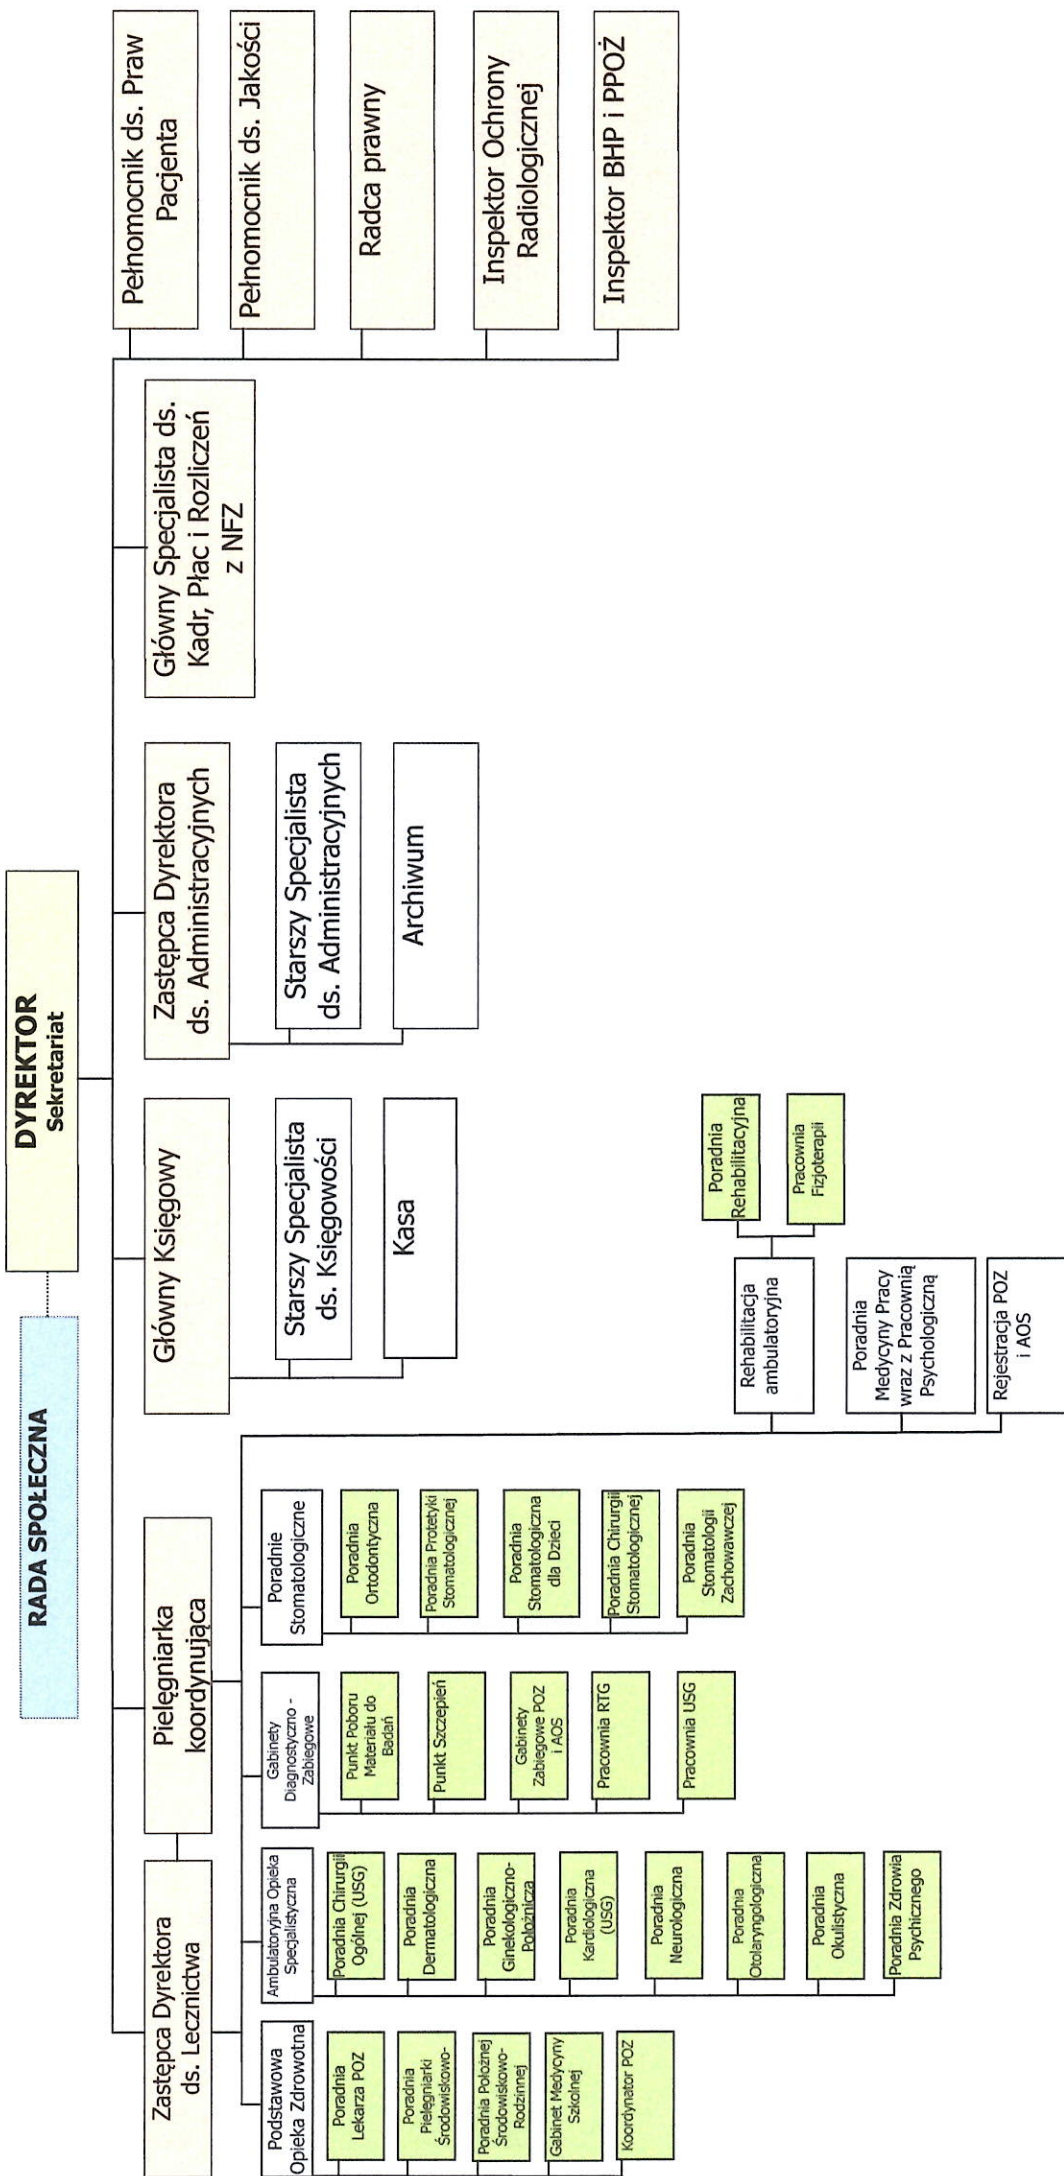 RADA SPOŁECZNA
DYREKTOR
Sekretariat
Zastępca Dyrektora
ds. Lecznictwa
Pielęgniarka
koordynująca
Główny Księgowy
Zastępca Dyrektora
ds. Administracyjnych
Główny Specjalista ds.
Kadr, Płac i Rozliczeń
z NFZ
Pełnomocnik ds. Praw
Pacjenta
Pełnomocnik ds. Jakości
Radca prawny
Inspektor Ochrony
Radiologicznej
Inspektor BHP i PPOŻ
Starszy Specjalista
ds. Księgowości
Kasa
Starszy Specjalista
ds. Administracyjnych
Archiwum
Podstawowa
Opieka Zdrowotna
Poradnia
Lekarza POZ
Poradnia
Pielęgniarki
Środowiskowo-
Poradnia Położnej
Środowiskowo-
Rodzinnej
Gabinet Medycyny
Szkolnej
Koordynator POZ
Ambulatoryjna Opieka
Specjalistyczna
Poradnia Chirurgii
Ogólnej (USG)
Poradnia
Dermatologiczna
Poradnia
Ginekologiczno-
Położnicza
Poradnia
Kardiologiczna
(USG)
Poradnia
Neurologiczna
Poradnia
Otolaryngologiczna
Poradnia
Okulistyczna
Poradnia Zdrowia
Psychicznego
Gabinety
Diagnostyczno -
Zabiegowe
Punkt Poboru
Materiału do
Badań
Punkt Szczepień
Gabinety
Zabiegowe POZ
i AOS
Pracownia RTG
Pracownia USG
Poradnie
Stomatologiczne
Poradnia
Ortodontyczna
Poradnia Protetyki
Stomatologicznej
Poradnia
Stomatologiczna
dla Dzieci
Poradnia Chirurgii
Stomatologicznej
Poradnia
Stomatologii
Zachowawczej
Rehabilitacja
ambulatoryjna
Poradnia
Rehabilitacyjna
Pracownia
Fizjoterapii
Poradnia
Medycyny Pracy
wraz z Pracownią
Psychologiczną
Rejestracja POZ
i AOS